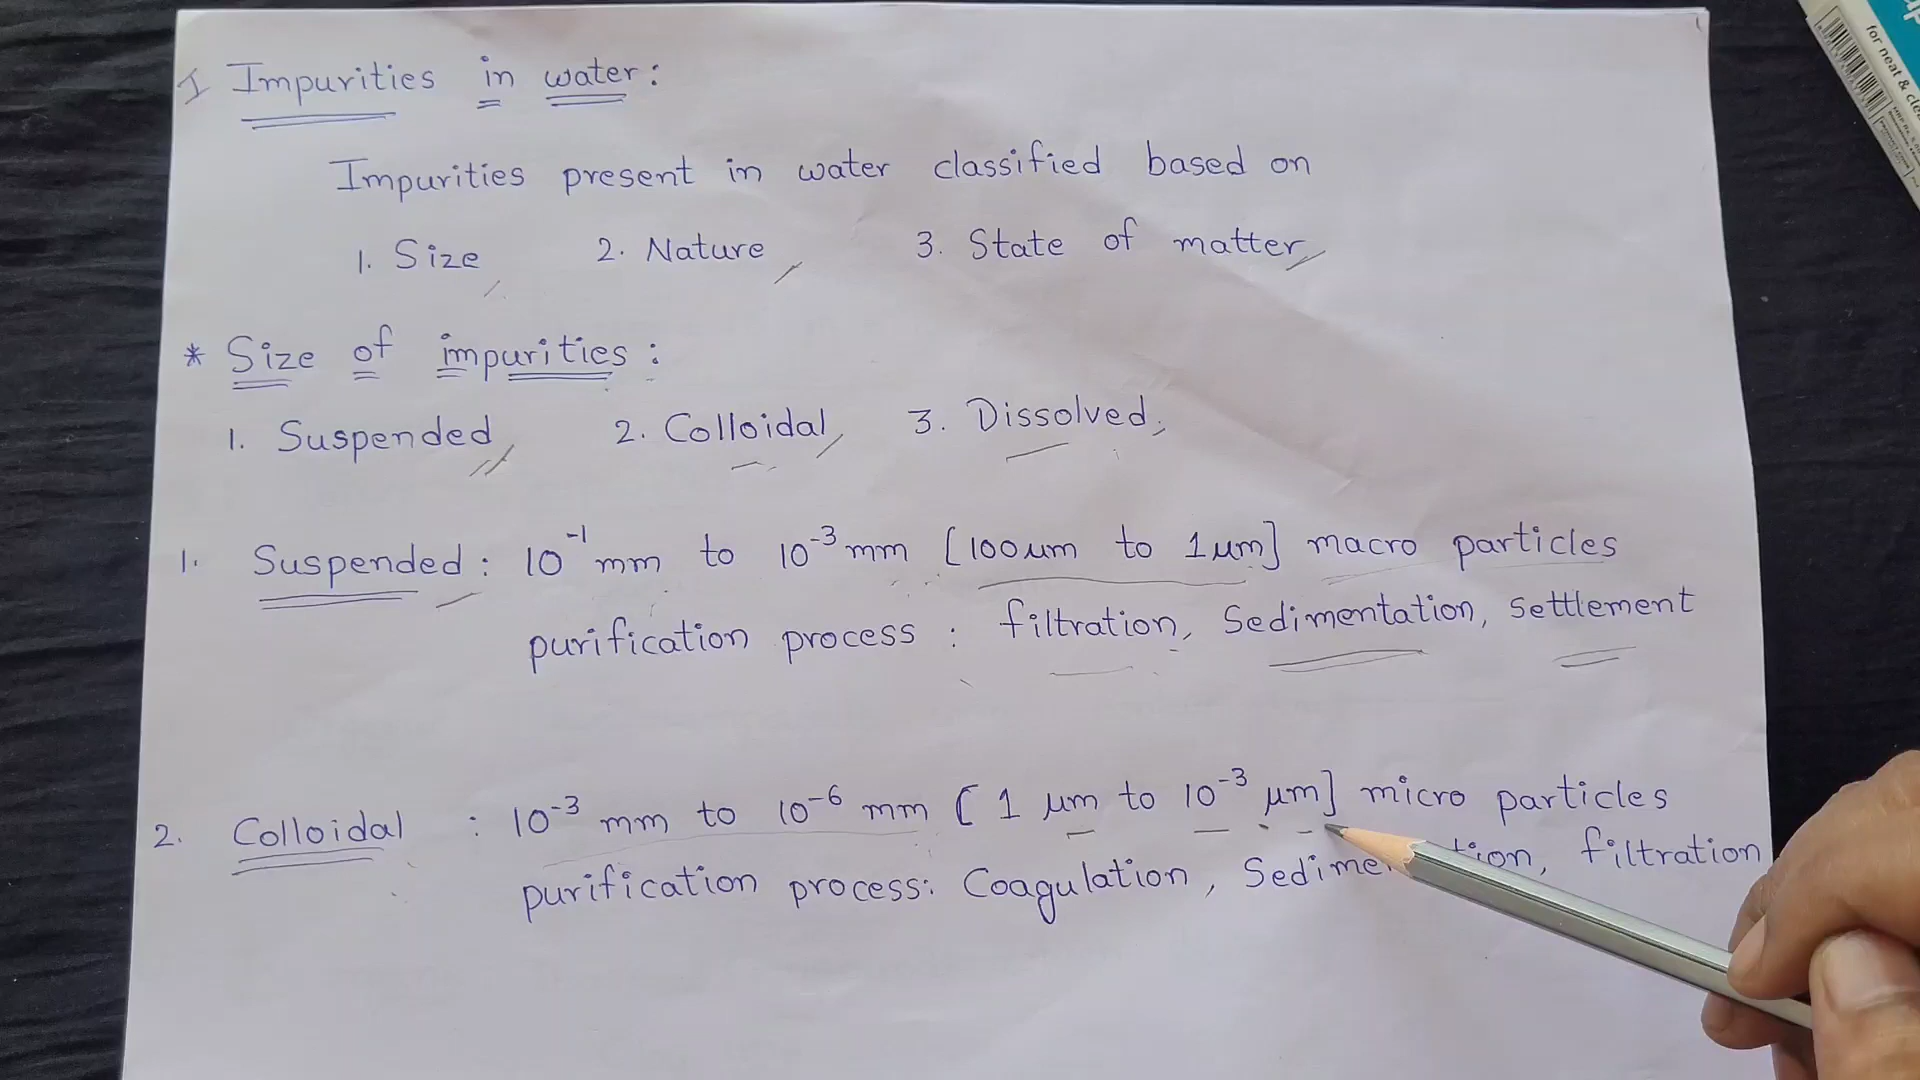 I Impurities in water:
Impurities present in water classified based on
1. Size 2. Nature 3. State of matter
* Size of impurities:
1. Suspended, 2. Colloidal, 3. Dissolved,
1. Suspended: 10⁻¹ mm to 10⁻³ mm [100um to 1um] macro particles
purification process: filtration, Sedimentation, settlement
2. Colloidal : 10⁻³ mm to 10⁻⁶ mm [1 μm to 10⁻³ μm] micro particles
purification process: Coagulation, filtration
for neat & cle